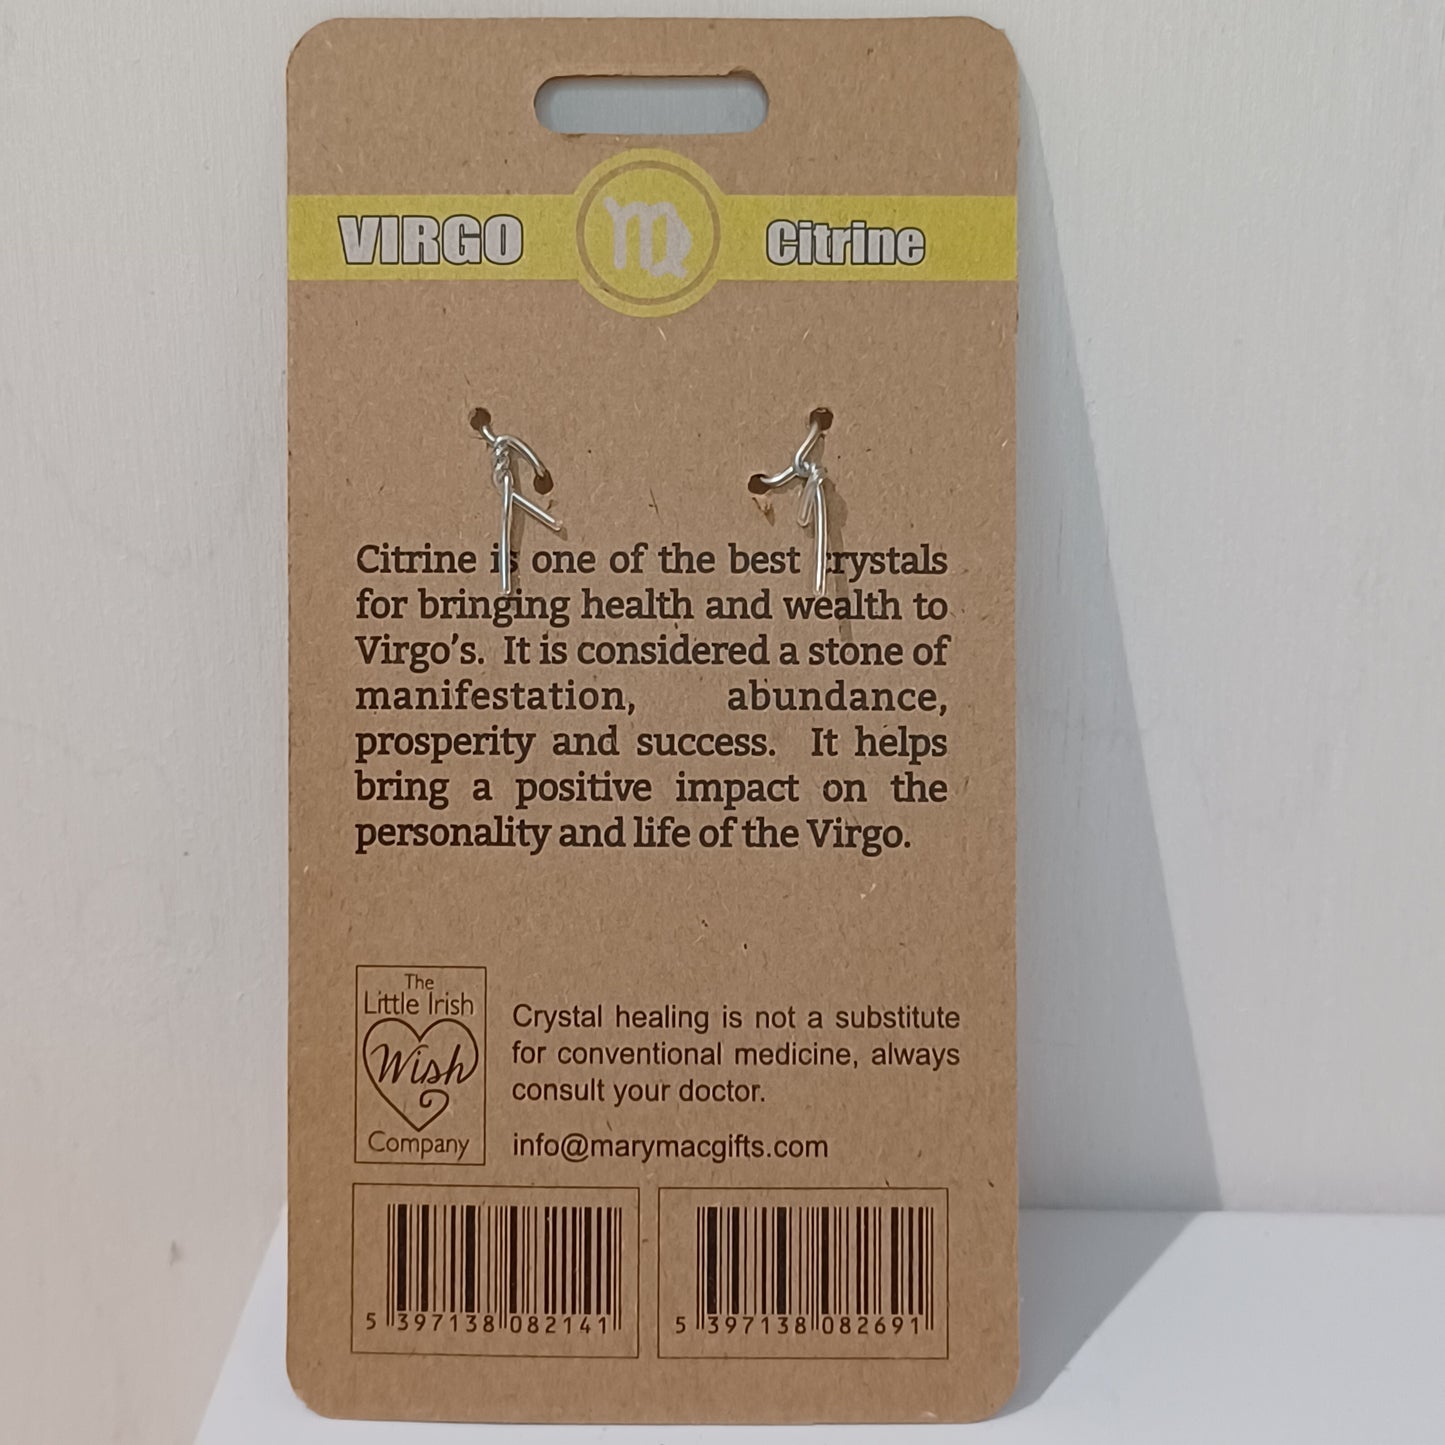 VIRGO Citrine
Citrine is one of the best crystals
for bringing health and wealth to
Virgo's. It is considered a stone of
manifestation, abundance,
prosperity and success. It helps
bring a positive impact on the
personality and life of the Virgo.
The
Little Irish
Wish
Company
Crystal healing is not a substitute
for conventional medicine, always
consult your doctor.
info@marymacgifts.com
5 397138 082141
5 397138 082691